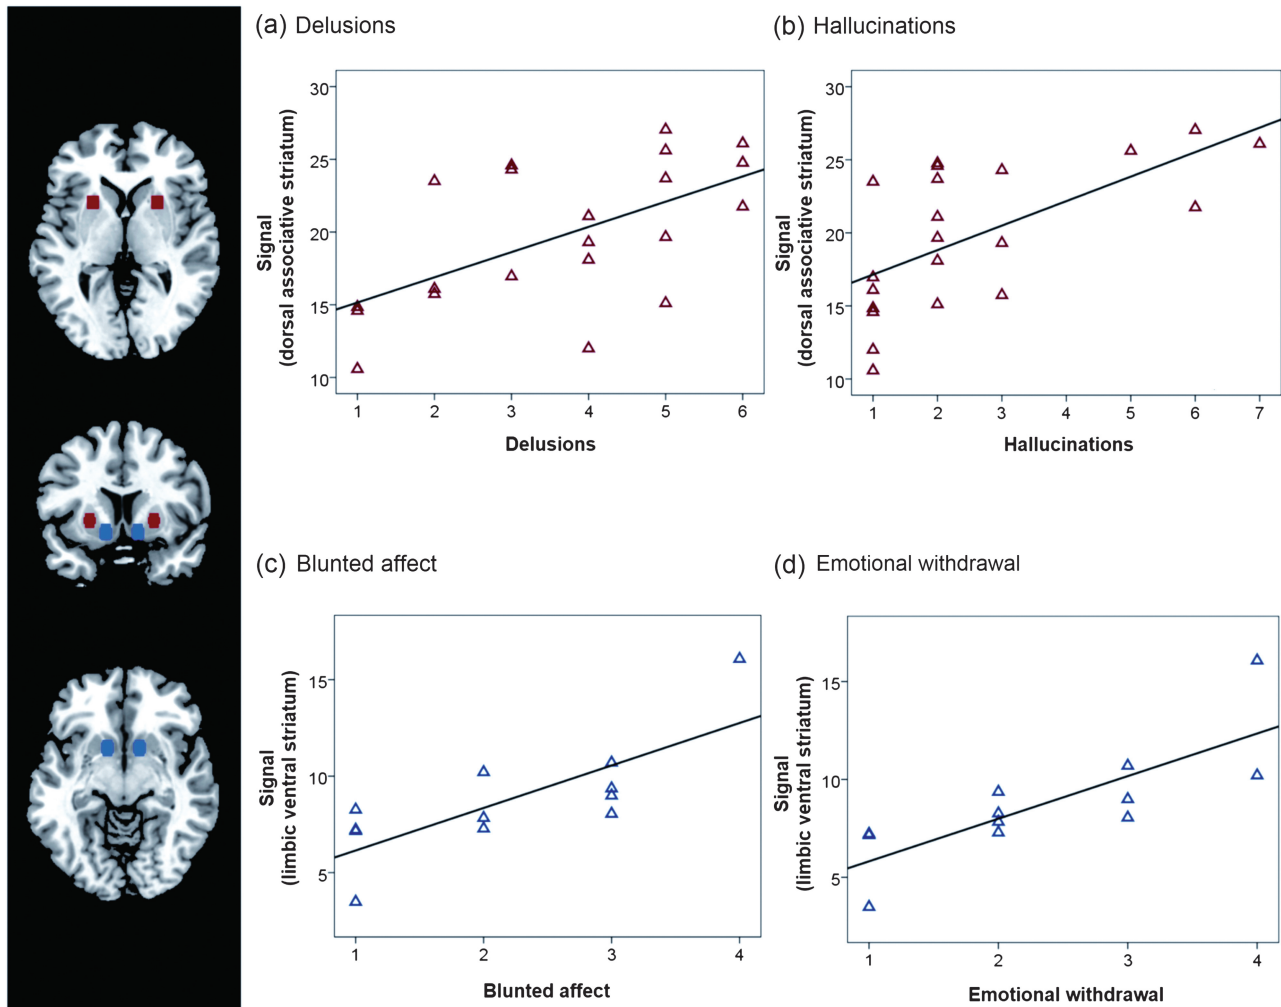 (a) Delusions
Signal
(dorsal associative striatum)
30
25
20
15
10
1 2 3 4 5 6
Delusions
(b) Hallucinations
Signal
(dorsal associative striatum)
30
25
20
15
10
1 2 3 4 5 6 7
Hallucinations
(c) Blunted affect
Signal
(limbic ventral striatum)
15
10
5
1 2 3 4
Blunted affect
(d) Emotional withdrawal
Signal
(limbic ventral striatum)
15
10
5
1 2 3 4
Emotional withdrawal